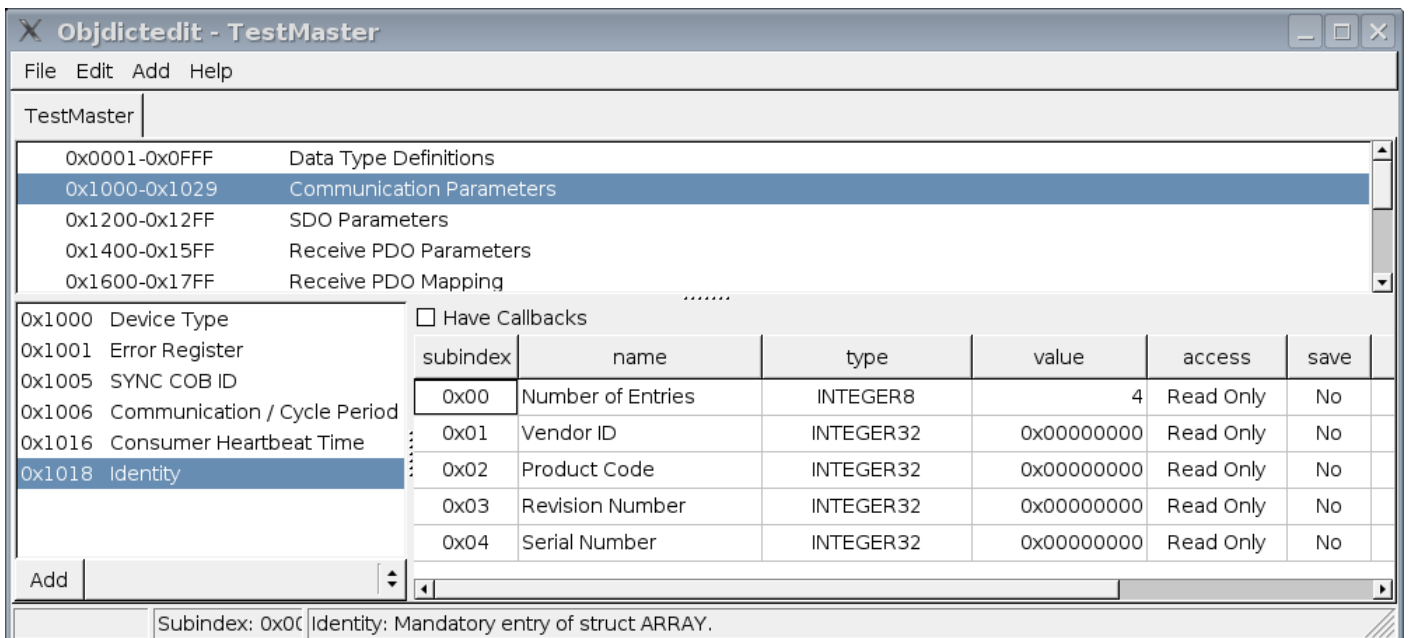 Objdictedit - TestMaster
File Edit Add Help
TestMaster
0x0001-0x0FFF Data Type Definitions
0x1000-0x1029 Communication Parameters
0x1200-0x12FF SDO Parameters
0x1400-0x15FF Receive PDO Parameters
0x1600-0x17FF Receive PDO Mapping
0x1000 Device Type
0x1001 Error Register
0x1005 SYNC COB ID
0x1006 Communication / Cycle Period
0x1016 Consumer Heartbeat Time
0x1018 Identity
Add
Have Callbacks
subindex name type value access save
0x00 Number of Entries INTEGER8 4 Read Only No
0x01 Vendor ID INTEGER32 0x00000000 Read Only No
0x02 Product Code INTEGER32 0x00000000 Read Only No
0x03 Revision Number INTEGER32 0x00000000 Read Only No
0x04 Serial Number INTEGER32 0x00000000 Read Only No
Subindex: 0x00 Identity: Mandatory entry of struct ARRAY.